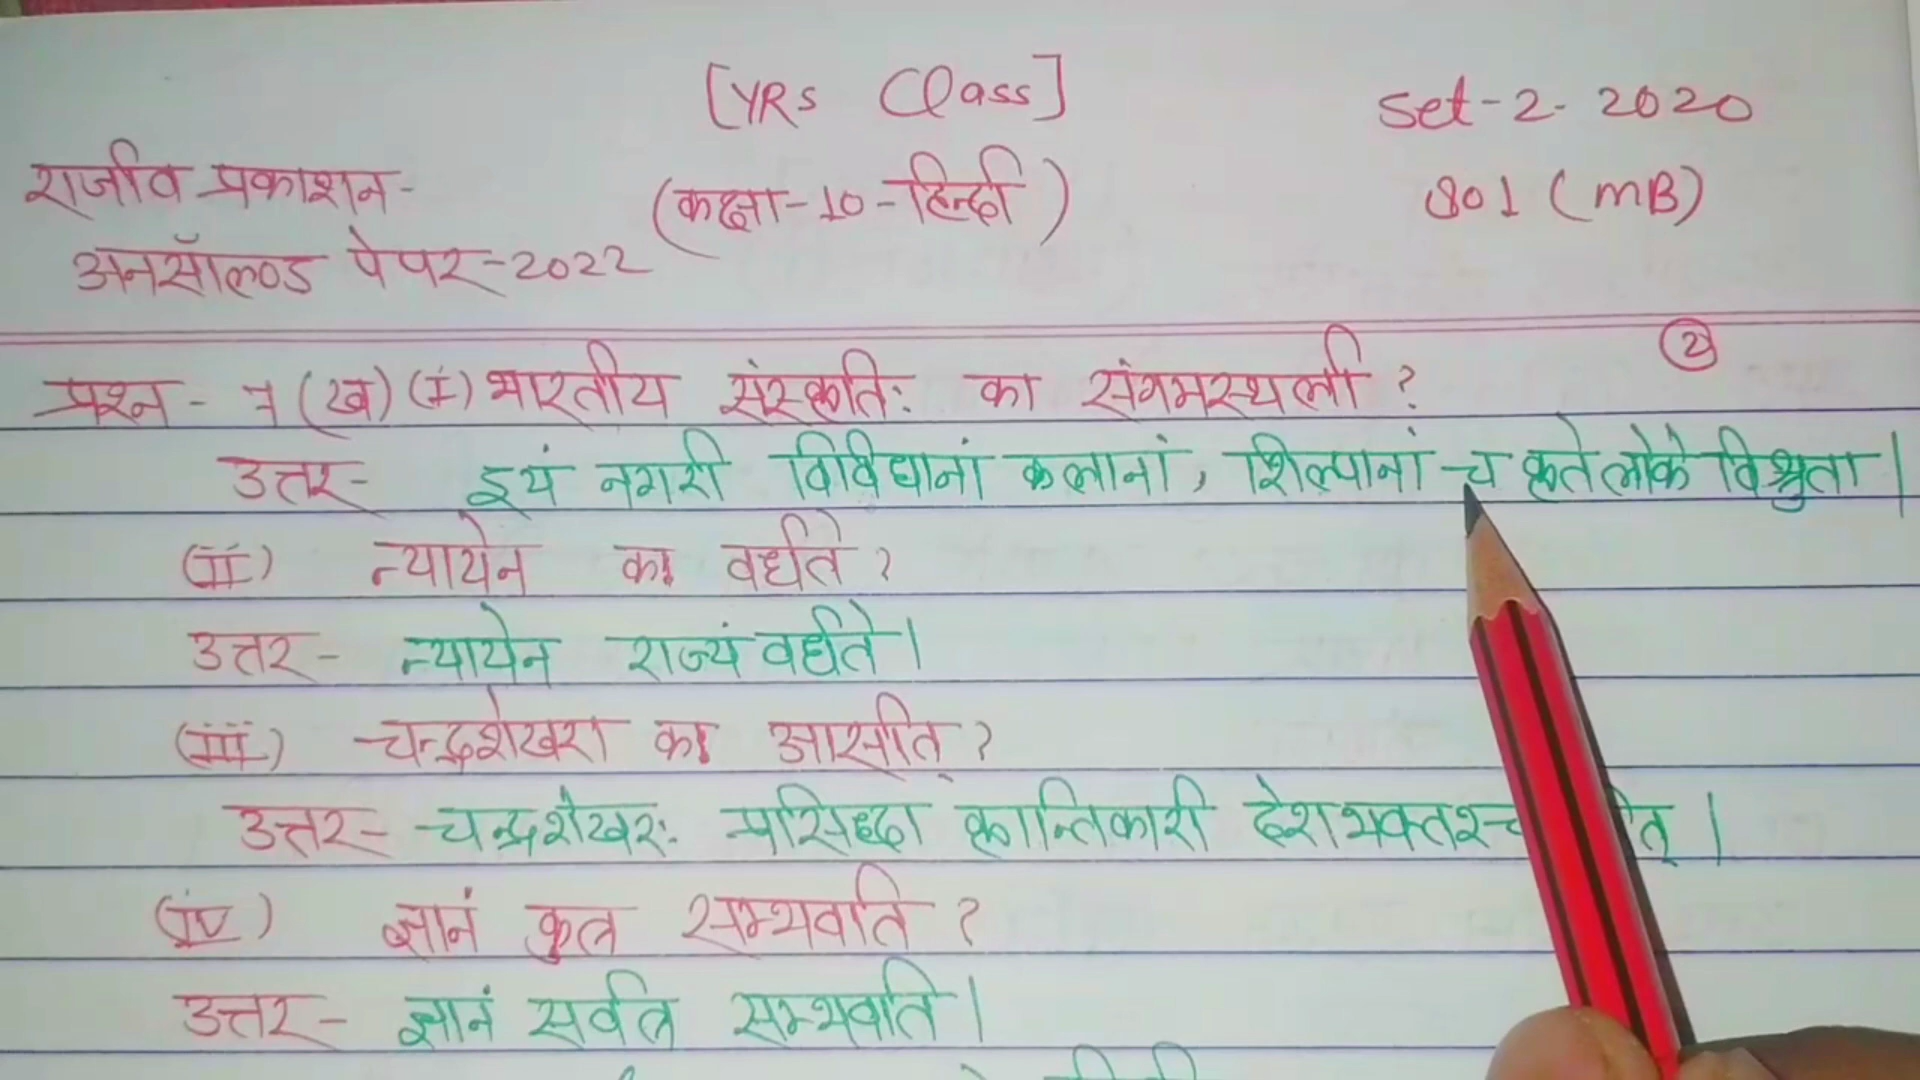 [YRs Class]
Set-2-2020
राजीव प्रकाशन-
(कक्षा-10-हिन्दी)
801 (MB)
अनसॉल्वड पेपर-2022
प्रश्न - 7 (ख) (i) भारतीय संस्कृतिः का संगमस्थली ?
②
उत्तर- इयं नगरी विविधानां कलानां, शिल्पानां च कृते लोके विश्रुता ।
(ii) न्यायेन का वर्धते ?
उत्तर - न्यायेन राज्यं वर्धते ।
(iii) चन्द्रशेखरा का आसीत् ?
उत्तर- चन्द्रशेखरः प्रसिद्धा क्रान्तिकारी
(iv) ज्ञानं कुत्र सम्भवति ?
उत्तर - ज्ञानं सर्वत्र सम्भवति ।